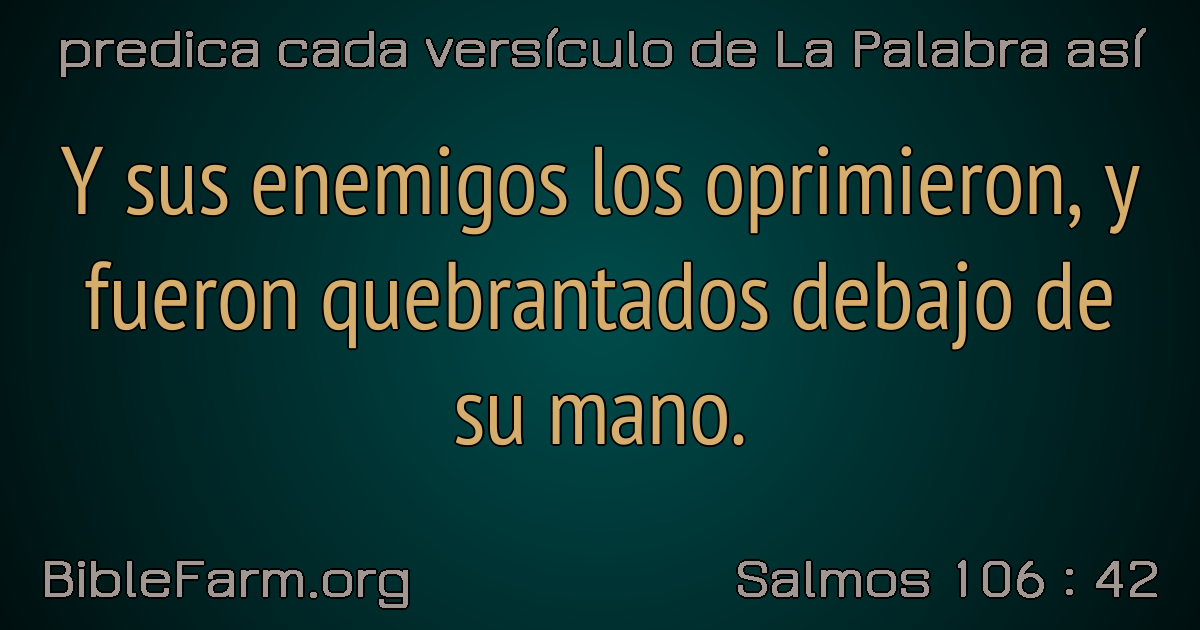 predica cada versículo de La Palabra así
Y sus enemigos los oprimieron, y
fueron quebrantados debajo de
su mano.
BibleFarm.org
Salmos 106 : 42